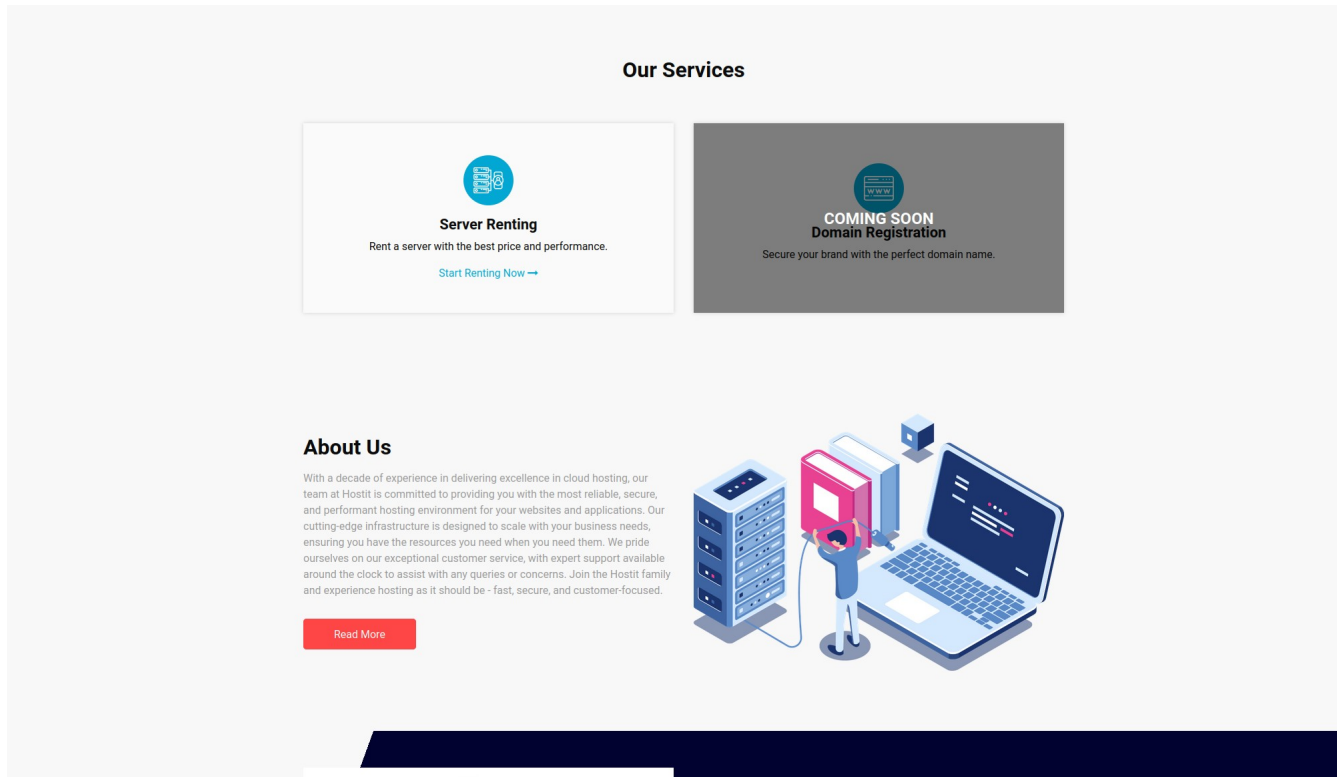 Our Services
Server Renting
Rent a server with the best price and performance.
Start Renting Now →
WWW
COMING SOON
Domain Registration
Secure your brand with the perfect domain name.
About Us
With a decade of experience in delivering excellence in cloud hosting, our
team at Hostit is committed to providing you with the most reliable, secure,
and performant hosting environment for your websites and applications. Our
cutting-edge infrastructure is designed to scale with your business needs,
ensuring you have the resources you need when you need them. We pride
ourselves on our exceptional customer service, with expert support available
around the clock to assist with any queries or concerns. Join the Hostit family
and experience hosting as it should be - fast, secure, and customer-focused.
Read More